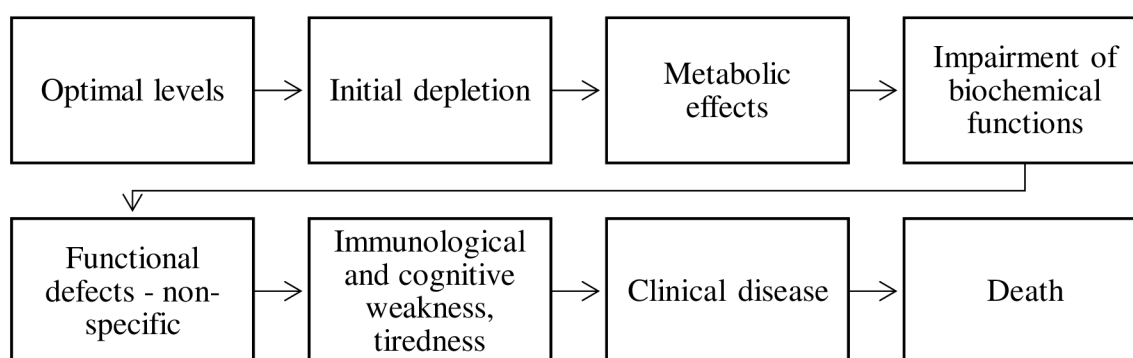 Optimal levels
Initial depletion
Metabolic
effects
Impairment of
biochemical
functions
Functional
defects - non-
specific
Immunological
and cognitive
weakness,
tiredness
Clinical disease
Death